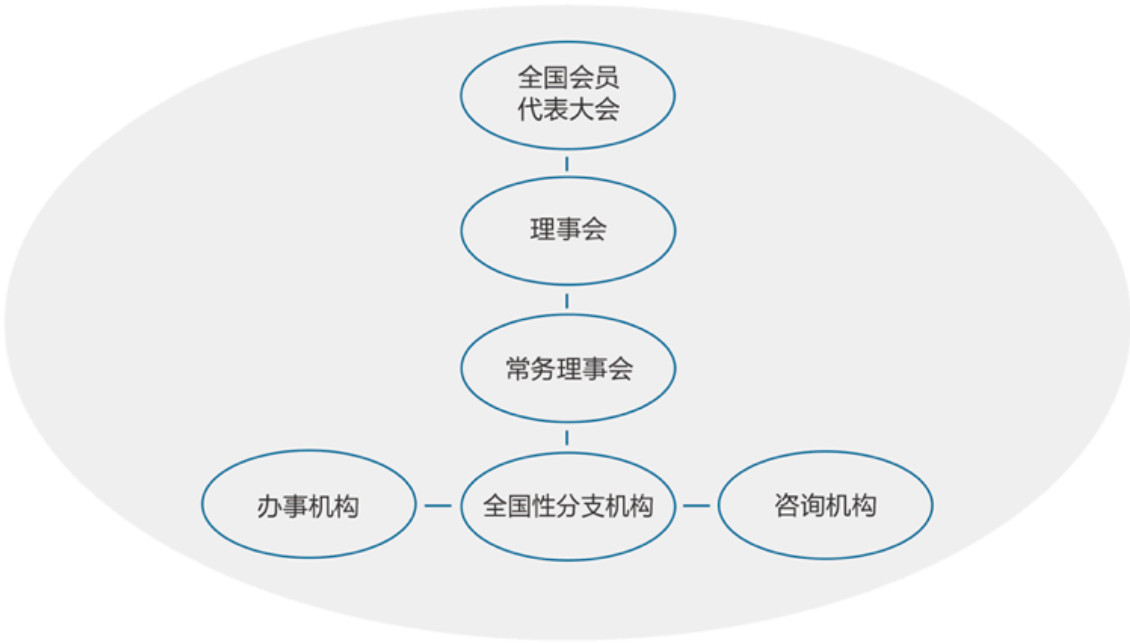 全国会员
代表大会
理事会
常务理事会
办事机构
全国性分支机构
咨询机构